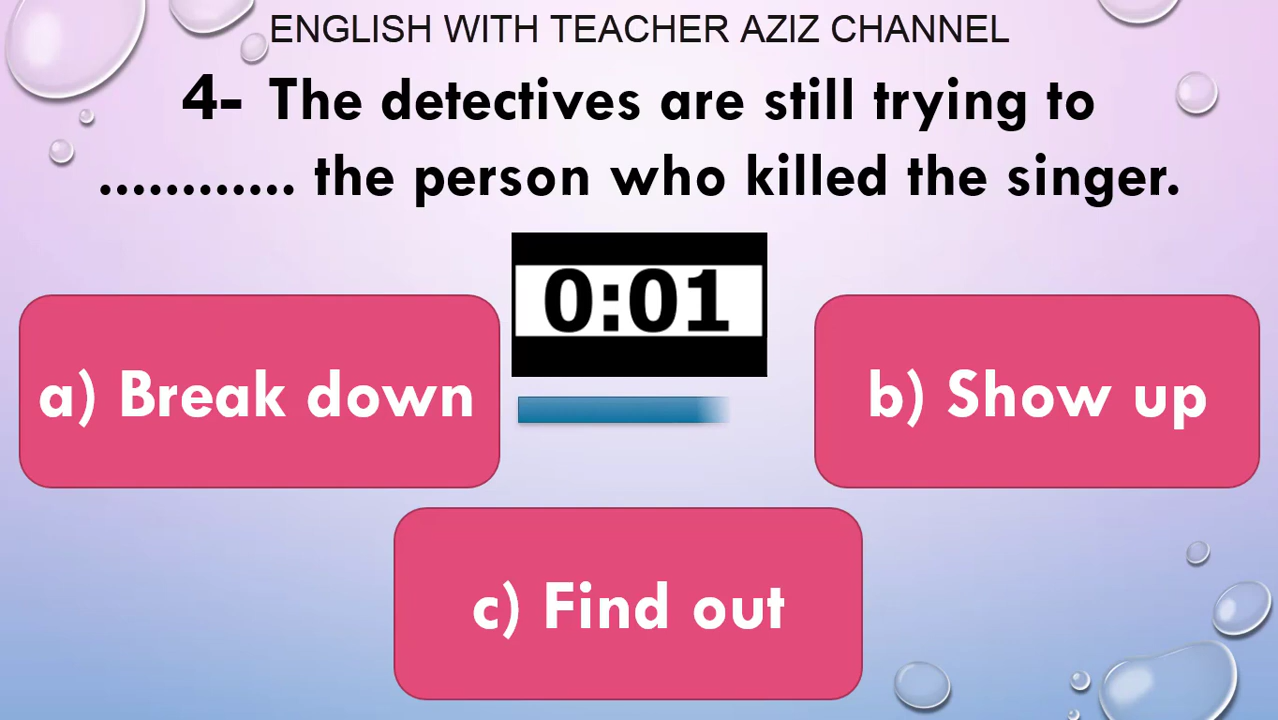 ENGLISH WITH TEACHER AZIZ CHANNEL
4- The detectives are still trying to
............ the person who killed the singer.
0:01
a) Break down
b) Show up
c) Find out